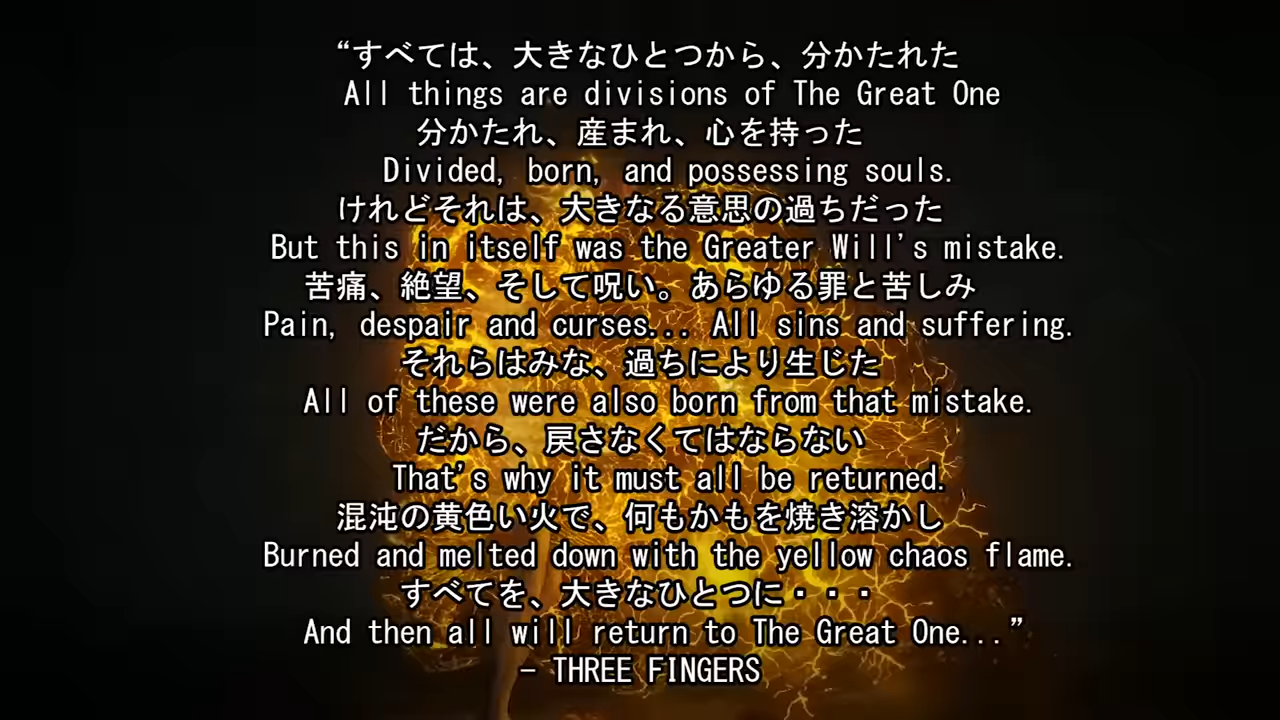 “すべては、大きなひとつから、分かたれた
All things are divisions of The Great One
分かたれ、産まれ、心を持った
Divided, born, and possessing souls.
けれどそれは、大きなる意思の過ちだった
But this in itself was the Greater Will's mistake.
苦痛、絶望、そして呪い。あらゆる罪と苦しみ
Pain, despair and curses... All sins and suffering.
それらはみな、過ちにより生じた
All of these were also born from that mistake.
だから、戻さなくてはならない
That's why it must all be returned.
混沌の黄色い火で、何もかもを焼き溶かし
Burned and melted down with the yellow chaos flame.
すべてを、大きなひとつに・・・
And then all will return to The Great One...”
– THREE FINGERS